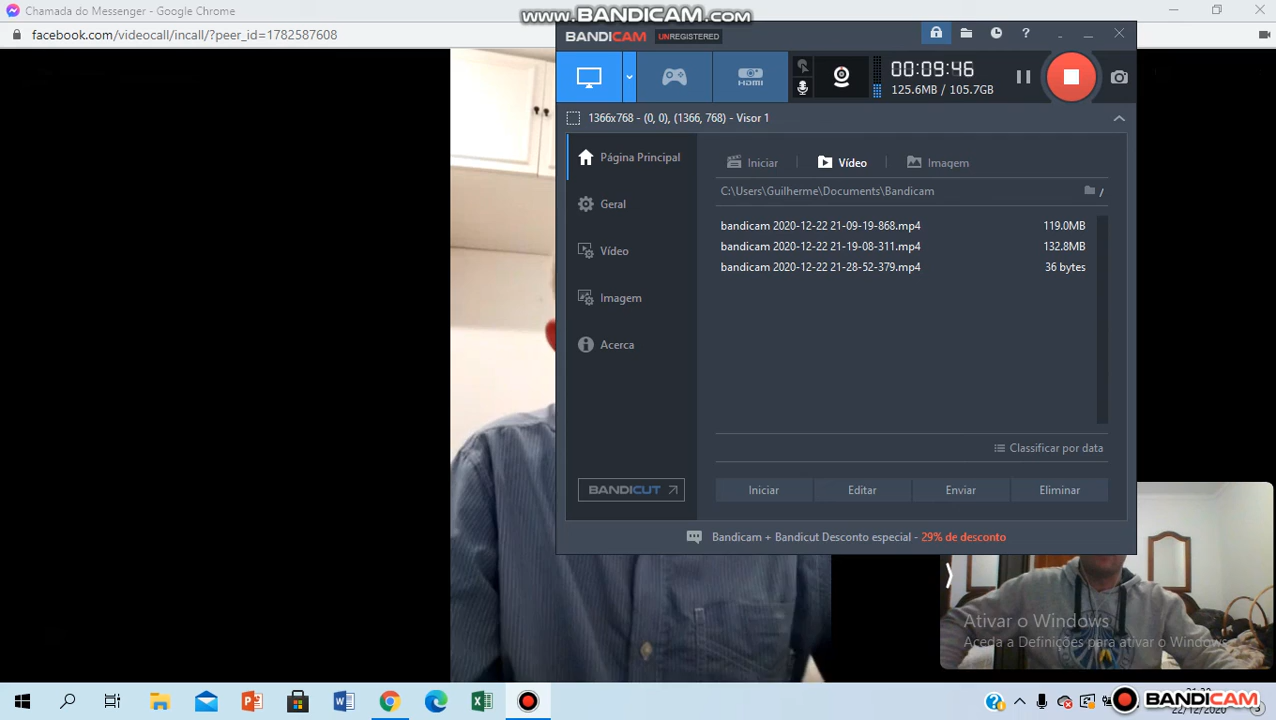 Chamada do Messenger - Google Chrome
www.BANDICAM.com
facebook.com/videocall/incall/?peer_id=1782587608
BANDICAM UNREGISTERED
?
HDMI
00:09:46
125.6MB / 105.7GB
1366x768 - (0, 0), (1366, 768) - Visor 1
Página Principal
Geral
Vídeo
Imagem
Acerca
BANDICUT
Iniciar
Vídeo
Imagem
C:\Users\Guilherme\Documents\Bandicam
/
bandicam 2020-12-22 21-09-19-868.mp4 119.0MB
bandicam 2020-12-22 21-19-08-311.mp4 132.8MB
bandicam 2020-12-22 21-28-52-379.mp4 36 bytes
Classificar por data
Iniciar
Editar
Enviar
Eliminar
Bandicam + Bandicut Desconto especial - 29% de desconto
Ativar o Windows
Aceda a Definições para ativar o Windows.
22/12/2020
BANDICAM